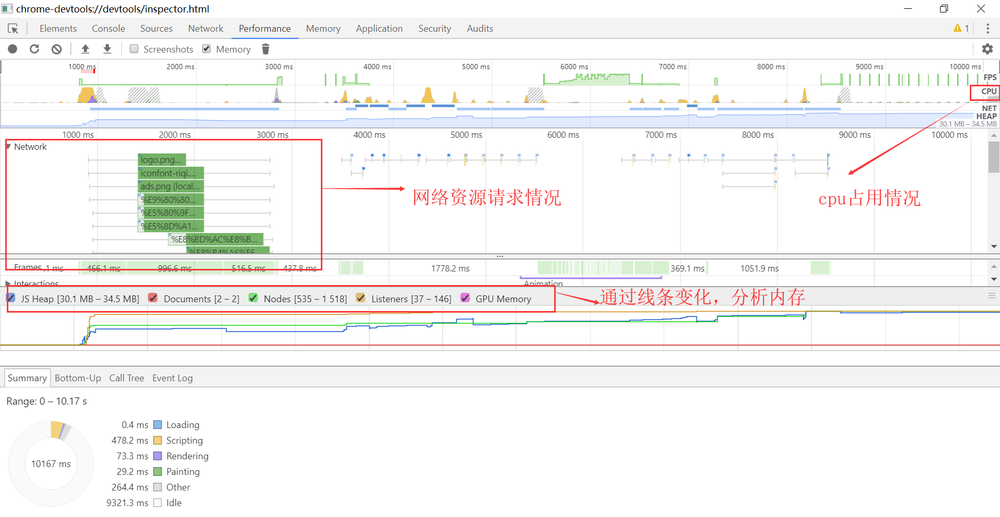 chrome-devtools://devtools/inspector.html
Elements Console Sources Network Performance Memory Application Security Audits 1
Screenshots Memory
1000 ms 2000 ms 3000 ms 4000 ms 5000 ms 6000 ms 7000 ms 8000 ms 9000 ms 10000 ms
FPS
CPU
NET
HEAP
30.1 MB – 34.5 MB
1000 ms 2000 ms 3000 ms 4000 ms 5000 ms 6000 ms 7000 ms 8000 ms 9000 ms 10000 ms
Network
logo.png...
iconfont-riqi....
ads.png (local...
%E9%80%80...
%E5%80%9F...
%E5%8D%A1...
%E8%BD%AC%E8%B...
%E8%B4%A6%E6
网络资源请求情况
cpu占用情况
...
Frames .1 ms 466.1 ms 996.6 ms 516.5 ms 437.8 ms 1778.2 ms 369.1 ms 1051.9 ms
Interactions Animation
JS Heap [30.1 MB – 34.5 MB] Documents [2 – 2] Nodes [535 – 1 518] Listeners [37 – 146] GPU Memory
通过线条变化，分析内存
Summary Bottom-Up Call Tree Event Log
Range: 0 – 10.17 s
10167 ms
0.4 ms Loading
478.2 ms Scripting
73.3 ms Rendering
29.2 ms Painting
264.4 ms Other
9321.3 ms Idle